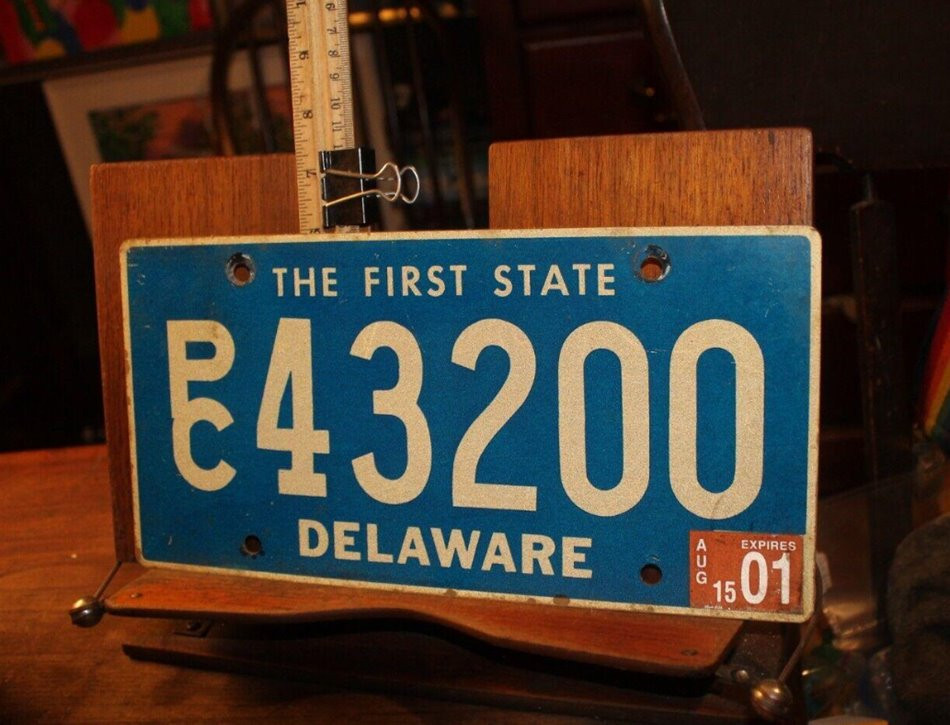 THE FIRST STATE
PC 43200
DELAWARE
AUG
EXPIRES
15 01